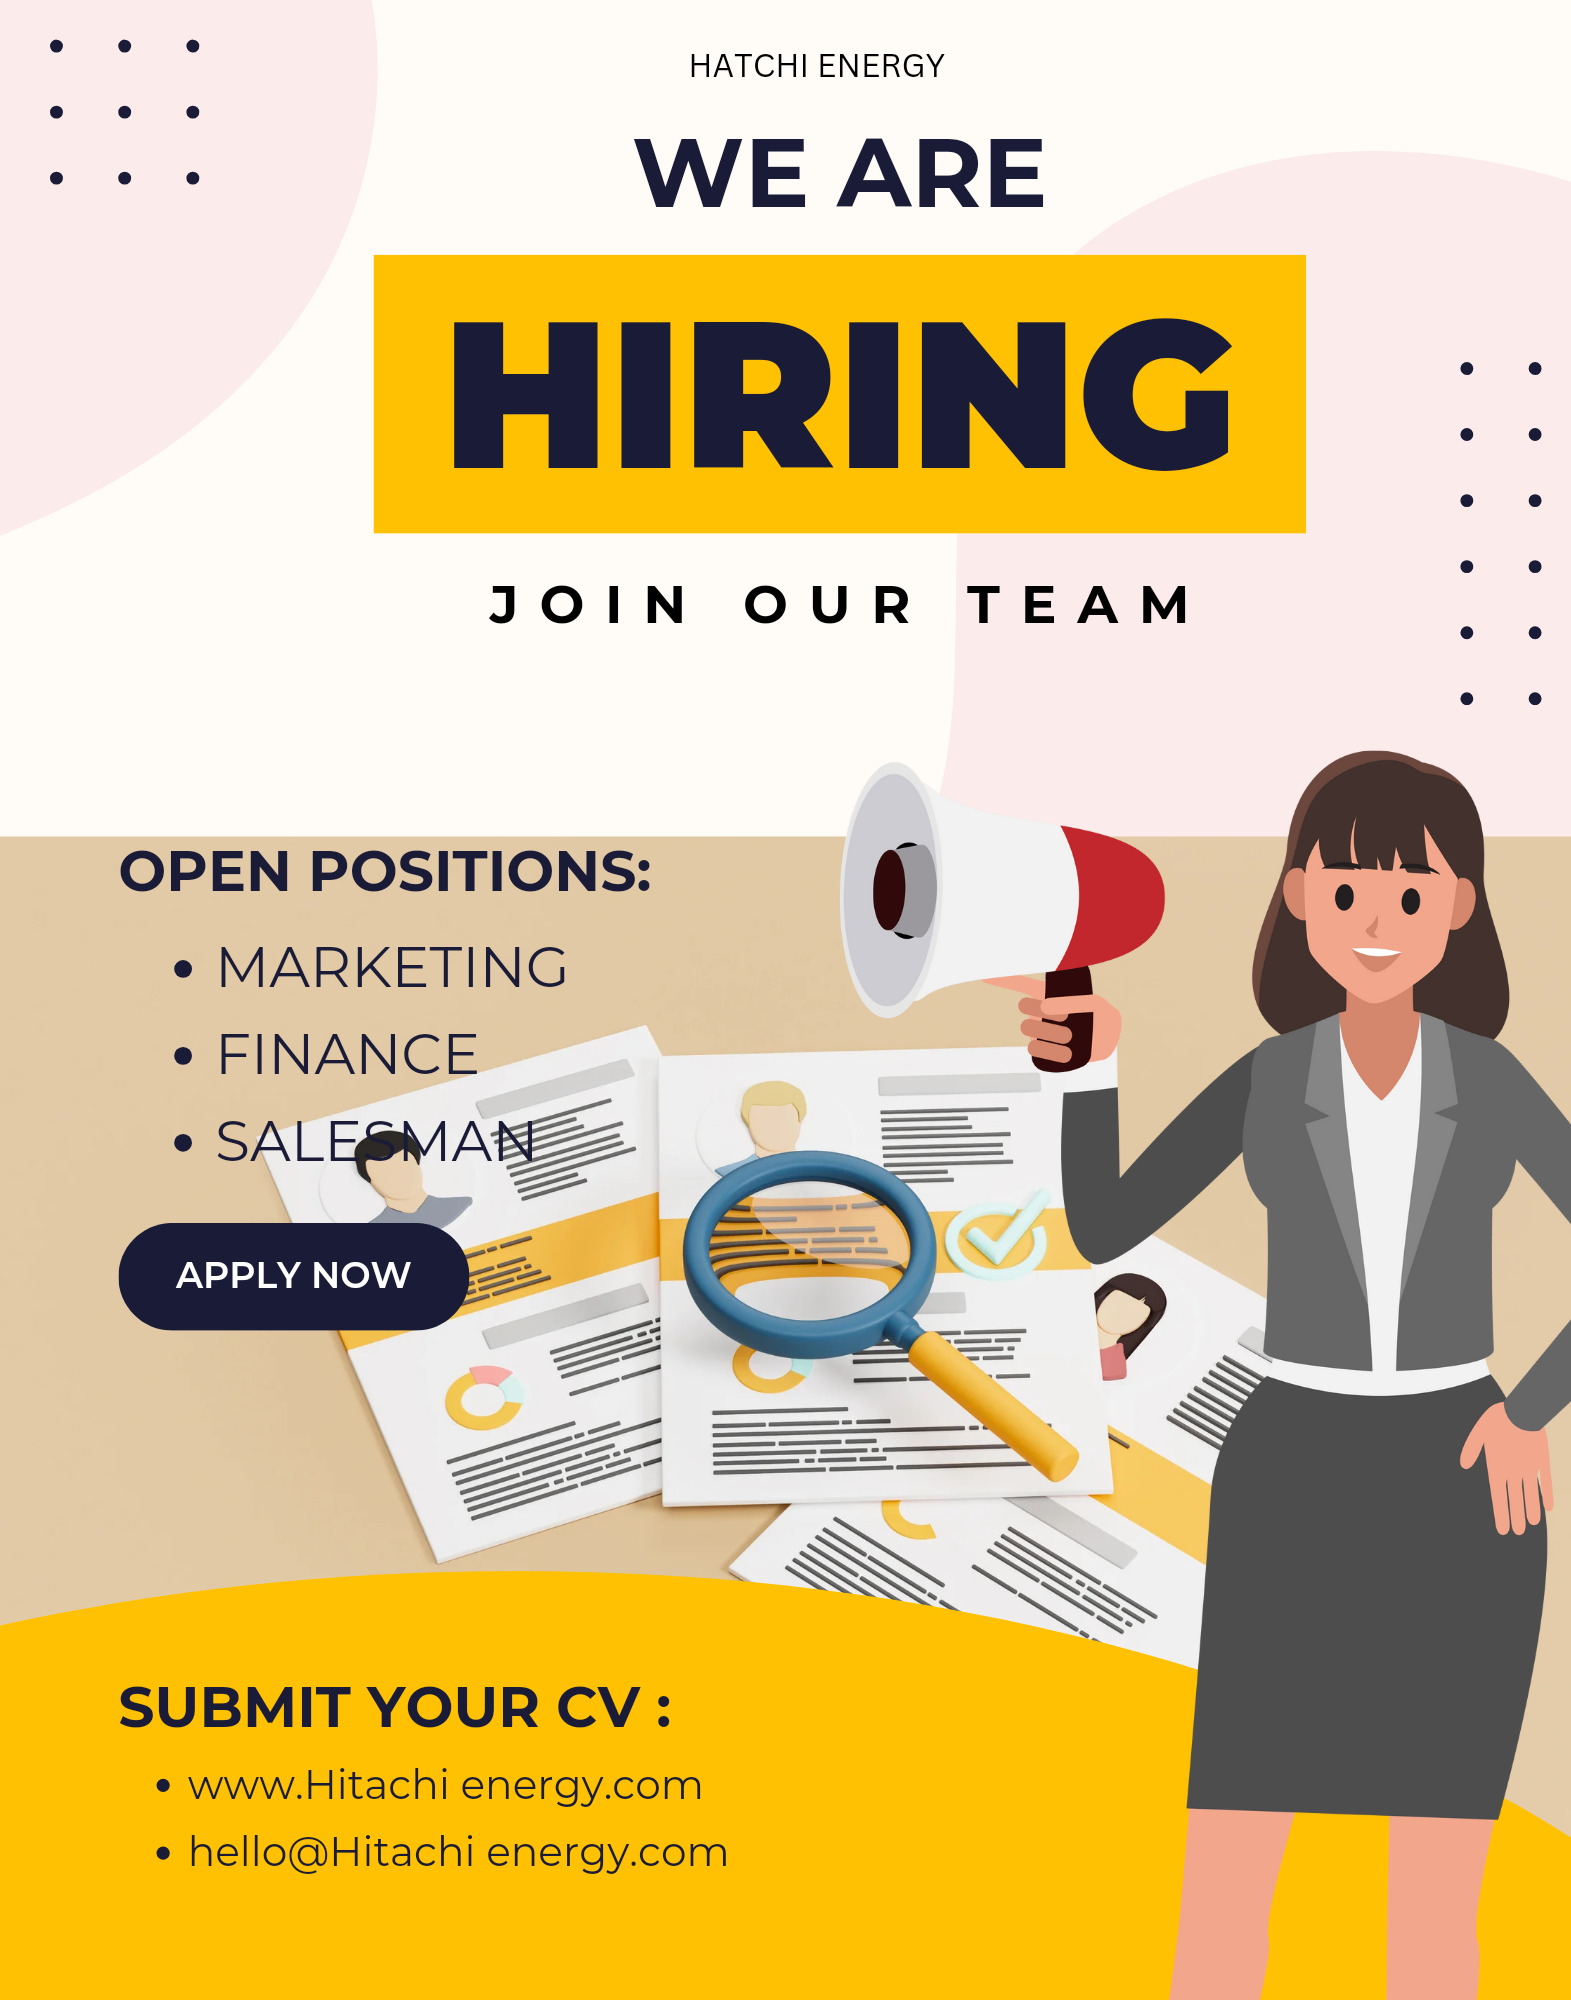 HATCHI ENERGY
WE ARE
HIRING
JOIN OUR TEAM
OPEN POSITIONS:
• MARKETING
• FINANCE
• SALESMAN
APPLY NOW
SUBMIT YOUR CV :
• www.Hitachi energy.com
• hello@Hitachi energy.com